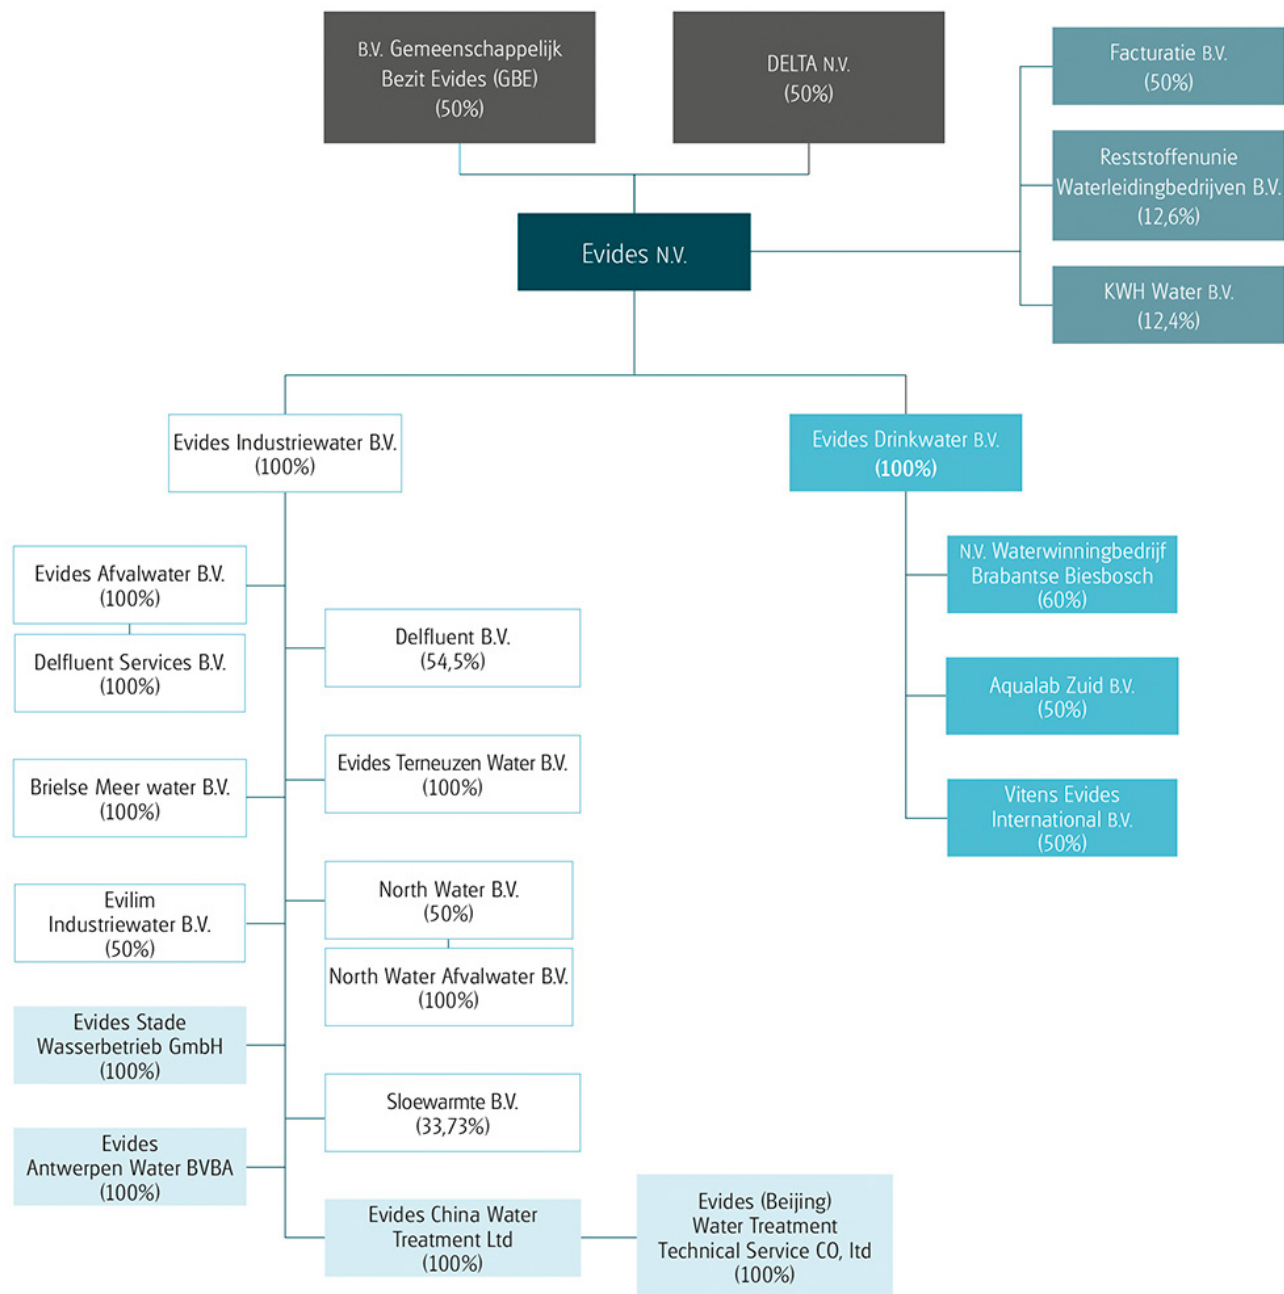 B.V. Gemeenschappelijk
Bezit Evides (GBE)
(50%)
DELTA N.V.
(50%)
Facturatie B.V.
(50%)
Reststoffenunie
Waterleidingbedrijven B.V.
(12,6%)
KWH Water B.V.
(12,4%)
Evides N.V.
Evides Industriewater B.V.
(100%)
Evides Drinkwater B.V.
(100%)
Evides Afvalwater B.V.
(100%)
Delfluent Services B.V.
(100%)
Brielse Meer water B.V.
(100%)
Evilim
Industriewater B.V.
(50%)
Evides Stade
Wasserbetrieb GmbH
(100%)
Evides
Antwerpen Water BVBA
(100%)
Delfluent B.V.
(54,5%)
Evides Terneuzen Water B.V.
(100%)
North Water B.V.
(50%)
North Water Afvalwater B.V.
(100%)
Sloewarmte B.V.
(33,73%)
Evides China Water
Treatment Ltd
(100%)
Evides (Beijing)
Water Treatment
Technical Service CO, ltd
(100%)
N.V. Waterwinningbedrijf
Brabantse Biesbosch
(60%)
Aqualab Zuid B.V.
(50%)
Vitens Evides
International B.V.
(50%)